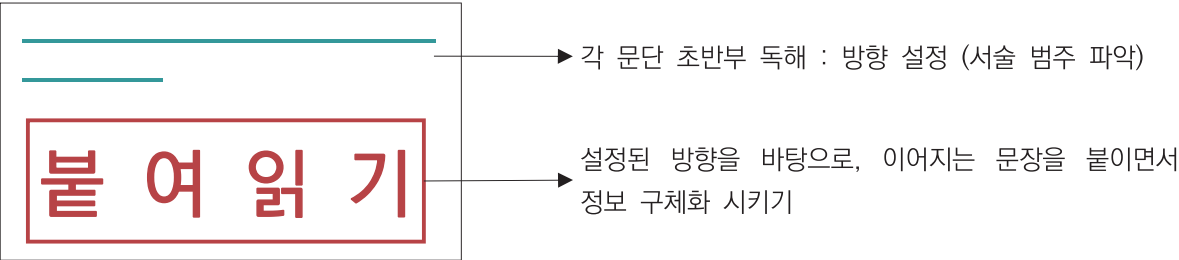 각 문단 초반부 독해 : 방향 설정 (서술 범주 파악)
붙여읽기
설정된 방향을 바탕으로, 이어지는 문장을 붙이면서
정보 구체화 시키기